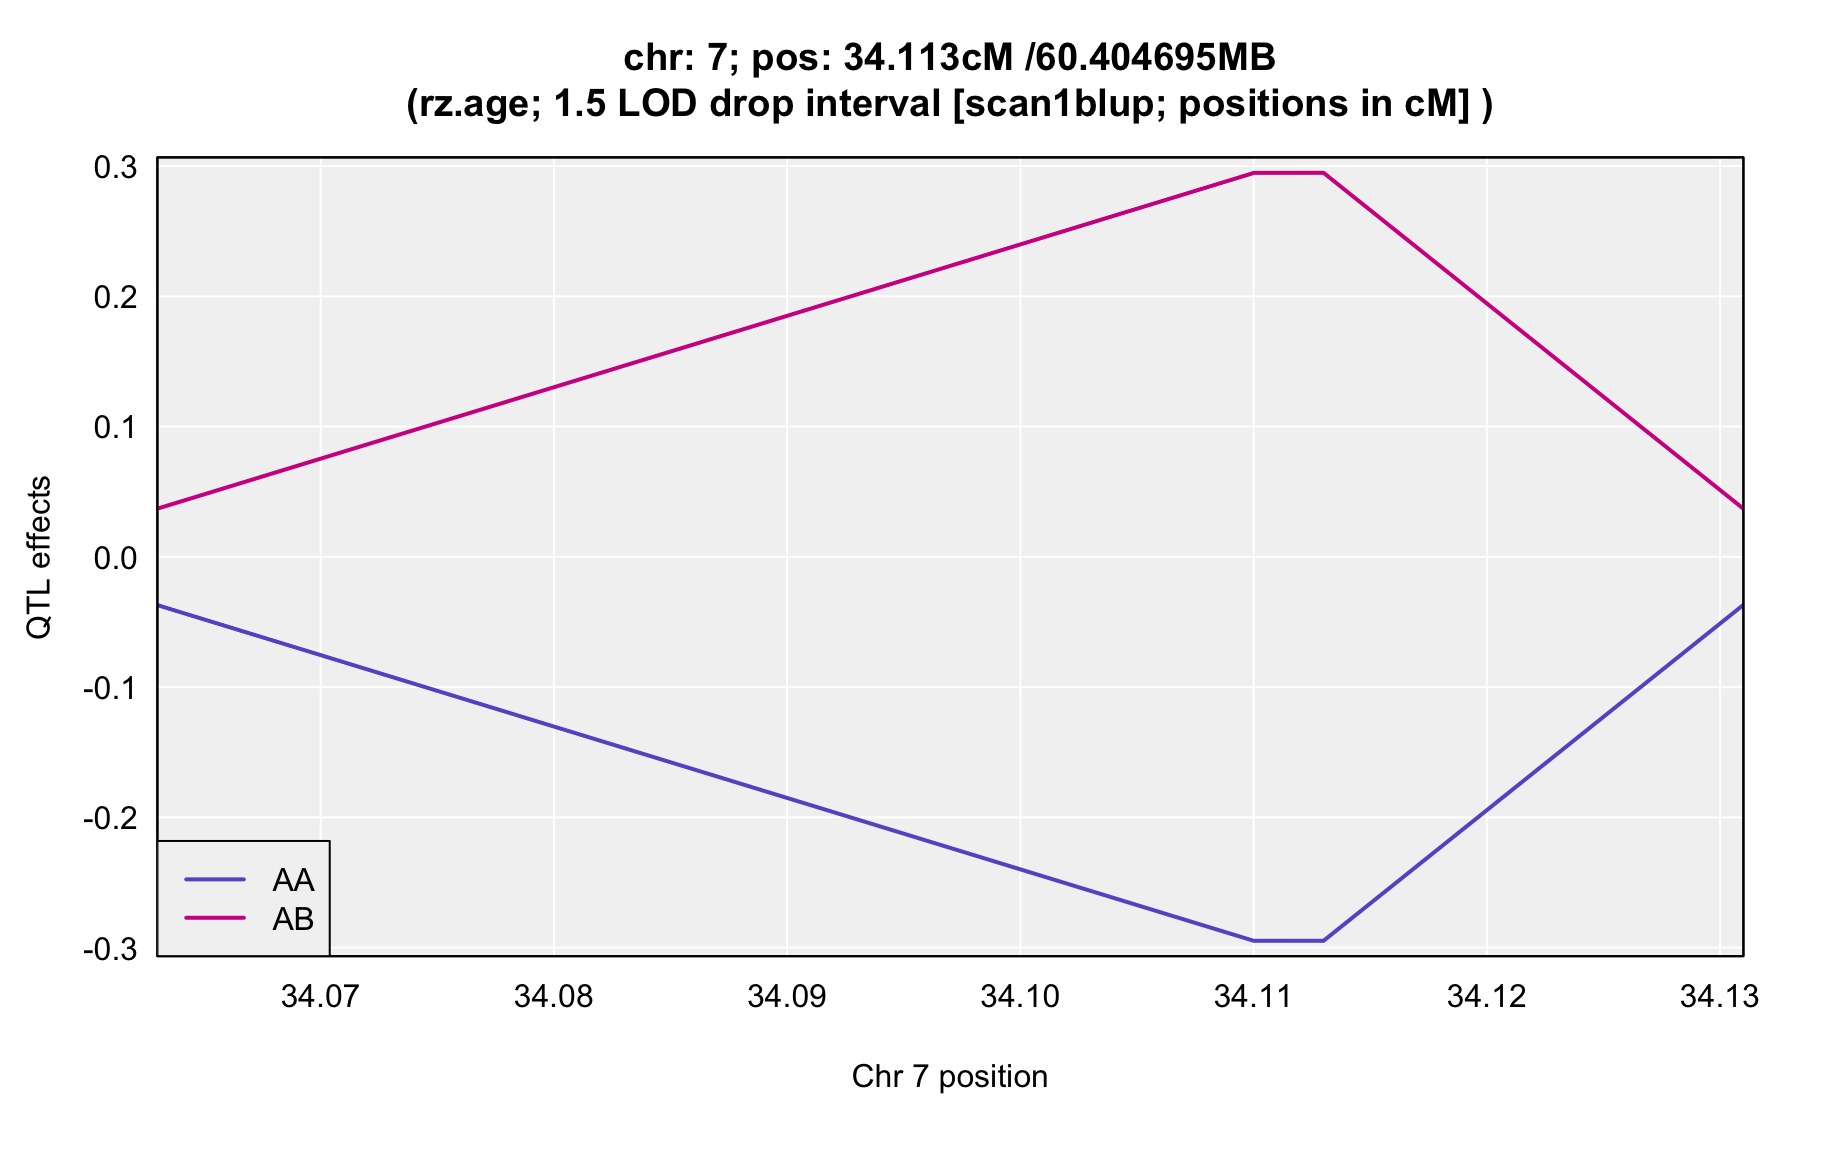 chr: 7; pos: 34.113cM /60.404695MB
(rz.age; 1.5 LOD drop interval [scan1blup; positions in cM] )
QTL effects
0.3
0.2
0.1
0.0
-0.1
-0.2
-0.3
AA
AB
34.07 34.08 34.09 34.10 34.11 34.12 34.13
Chr 7 position